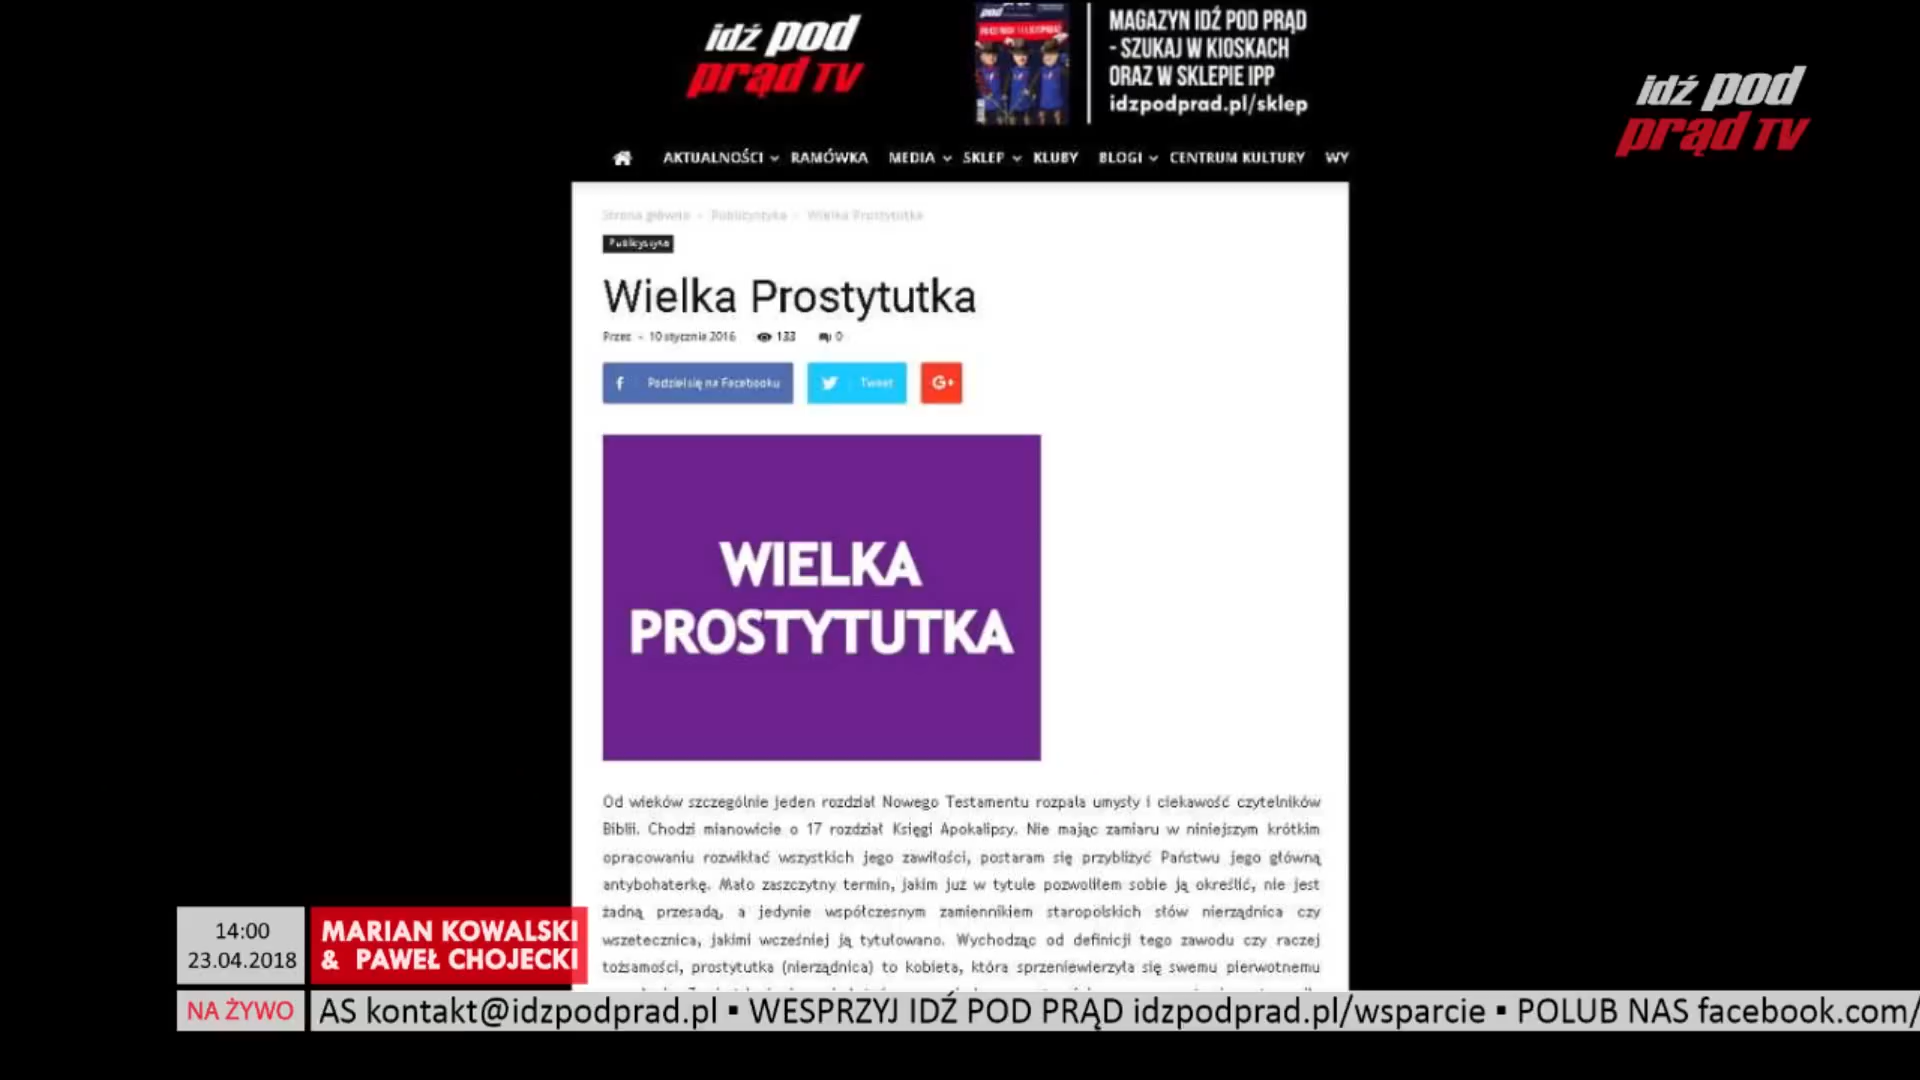 idź pod
prąd TV
MAGAZYN IDŹ POD PRĄD
- SZUKAJ W KIOSKACH
ORAZ W SKLEPIE IPP
idzpodprad.pl/sklep
idź pod
prąd TV
AKTUALNOŚCI RAMÓWKA MEDIA SKLEP KLUBY BLOGI CENTRUM KULTURY WY
Strona główna Publicystyka Wielka Prostytutka
Publicystyka
Wielka Prostytutka
Przez - 10 stycznia 2016 133 0
Podziel się na Facebooku Tweet G+
WIELKA
PROSTYTUTKA
Od wieków szczególnie jeden rozdział Nowego Testamentu rozpala umysły i ciekawość czytelników
Biblii. Chodzi mianowicie o 17 rozdział Księgi Apokalipsy. Nie mając zamiaru w niniejszym krótkim
opracowaniu rozwikłać wszystkich jego zawiłości, postaram się przybliżyć Państwu jego główną
antybohaterkę. Mało zaszczytny termin, jakim już w tytule pozwoliłem sobie ją określić, nie jest
żadną przesadą, a jedynie współczesnym zamiennikiem staropolskich słów nierządnica czy
wszetecznica, jakimi wcześniej ją tytułowano. Wychodząc od definicji tego zawodu czy raczej
tożsamości, prostytutka (nierządnica) to kobieta, która sprzeniewierzyła się swemu pierwotnemu
14:00
23.04.2018
MARIAN KOWALSKI
& PAWEŁ CHOJECKI
NA ŻYWO
AS kontakt@idzpodprad.pl ▪ WESPRZYJ IDŹ POD PRĄD idzpodprad.pl/wsparcie ▪ POLUB NAS facebook.com/